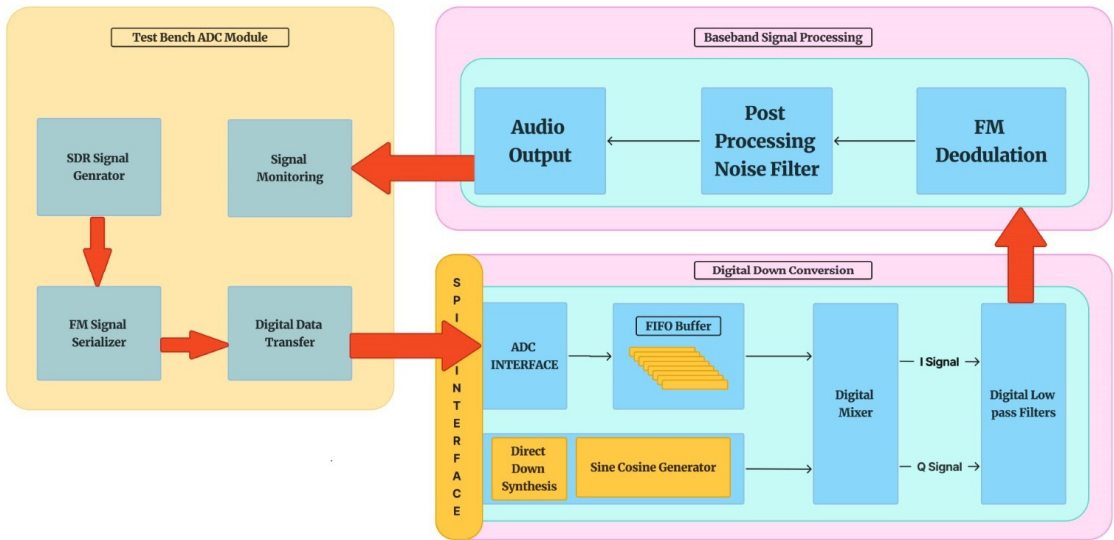 Test Bench ADC Module
SDR Signal
Genrator
Signal
Monitoring
FM Signal
Serializer
Digital Data
Transfer
Baseband Signal Processing
Audio
Output
Post
Processing
Noise Filter
FM
Deodulation
SPI INTERFACE
Digital Down Conversion
ADC
INTERFACE
FIFO Buffer
Direct
Down
Synthesis
Sine Cosine Generator
Digital
Mixer
I Signal
Q Signal
Digital Low
pass Filters